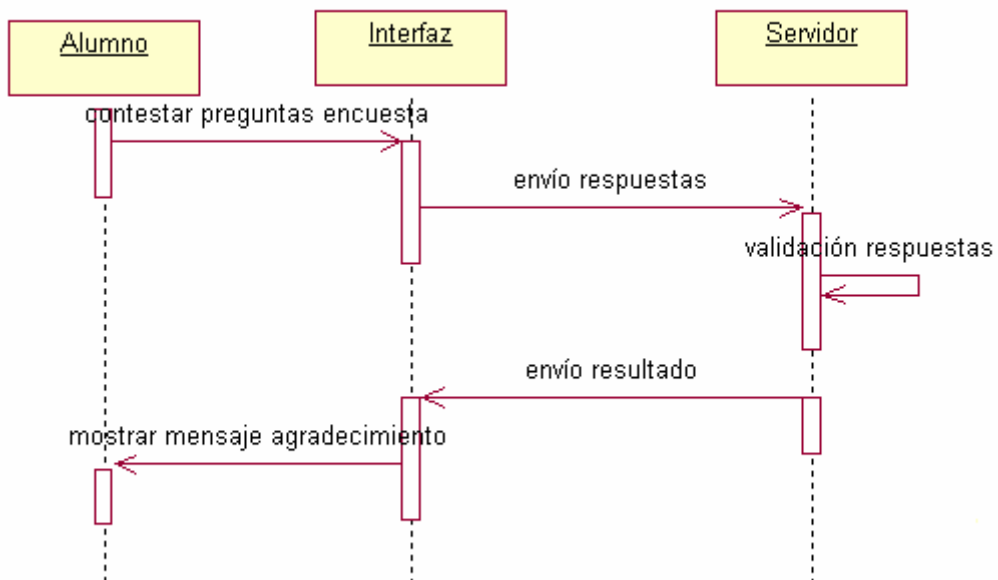 Alumno
Interfaz
Servidor
contestar preguntas encuesta
envío respuestas
validación respuestas
envío resultado
mostrar mensaje agradecimiento